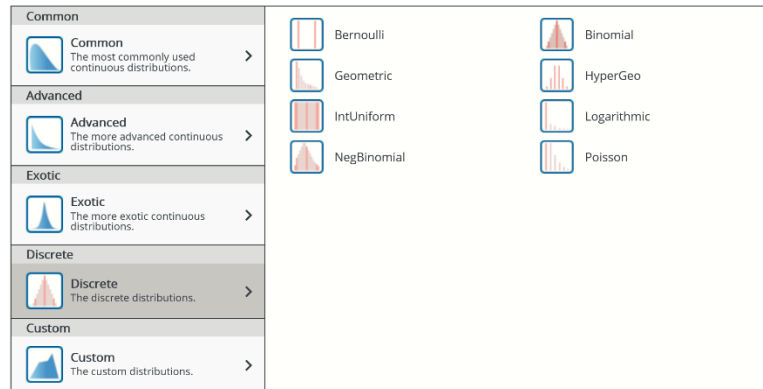 Common
Common
The most commonly used
continuous distributions.
Advanced
Advanced
The more advanced continuous
distributions.
Exotic
Exotic
The more exotic continuous
distributions.
Discrete
Discrete
The discrete distributions.
Custom
Custom
The custom distributions.
Bernoulli
Binomial
Geometric
HyperGeo
IntUniform
Logarithmic
NegBinomial
Poisson